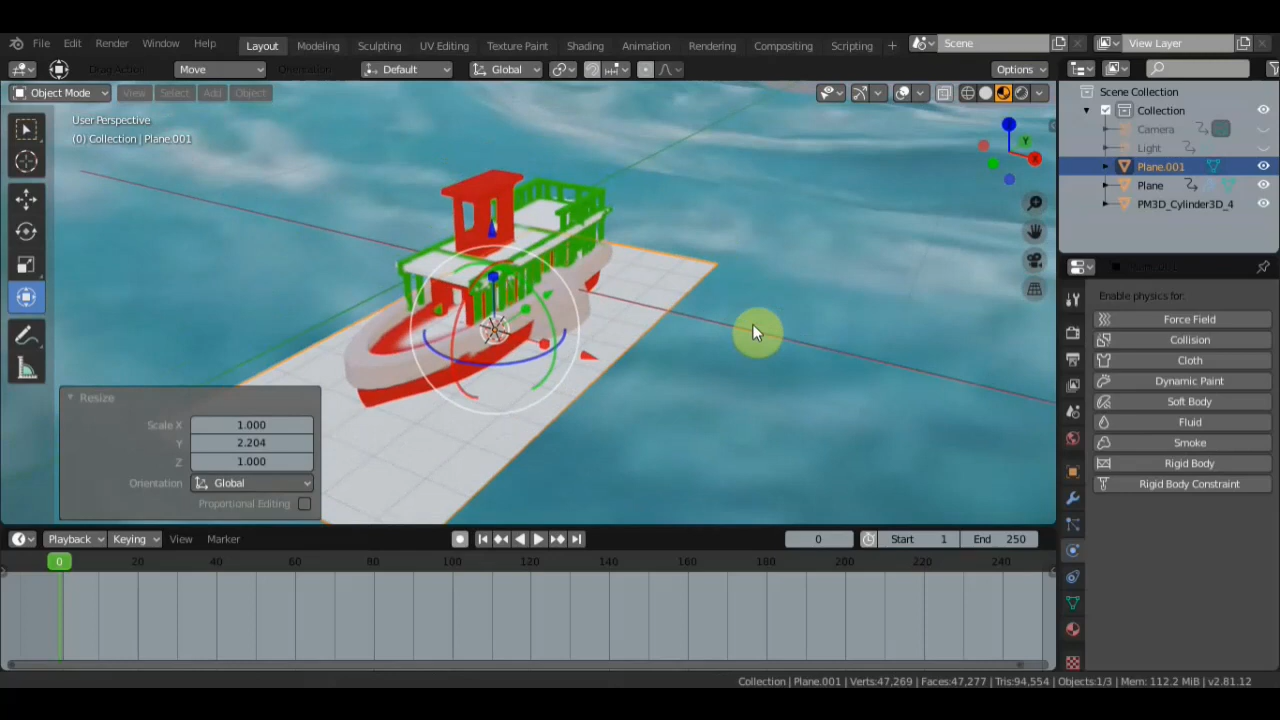 File Edit Render Window Help Layout Modeling Sculpting UV Editing Texture Paint Shading Animation Rendering Compositing Scripting + Scene View Layer
Drag Action: Move Orientation: Default Global Options
Object Mode View Select Add Object
User Perspective
(0) Collection | Plane.001
Scene Collection
Collection
Camera
Light
Plane.001
Plane
PM3D_Cylinder3D_4
X
Y
Enable physics for:
Force Field
Collision
Cloth
Dynamic Paint
Soft Body
Fluid
Smoke
Rigid Body
Rigid Body Constraint
Resize
Scale X 1.000
Y 2.204
Z 1.000
Orientation Global
Proportional Editing
Playback Keying View Marker 0 Start 1 End 250
0 20 40 60 80 100 120 140 160 180 200 220 240
Collection | Plane.001 | Verts:47,269 | Faces:47,277 | Tris:94,554 | Objects:1/3 | Mem: 112.2 MiB | v2.81.12